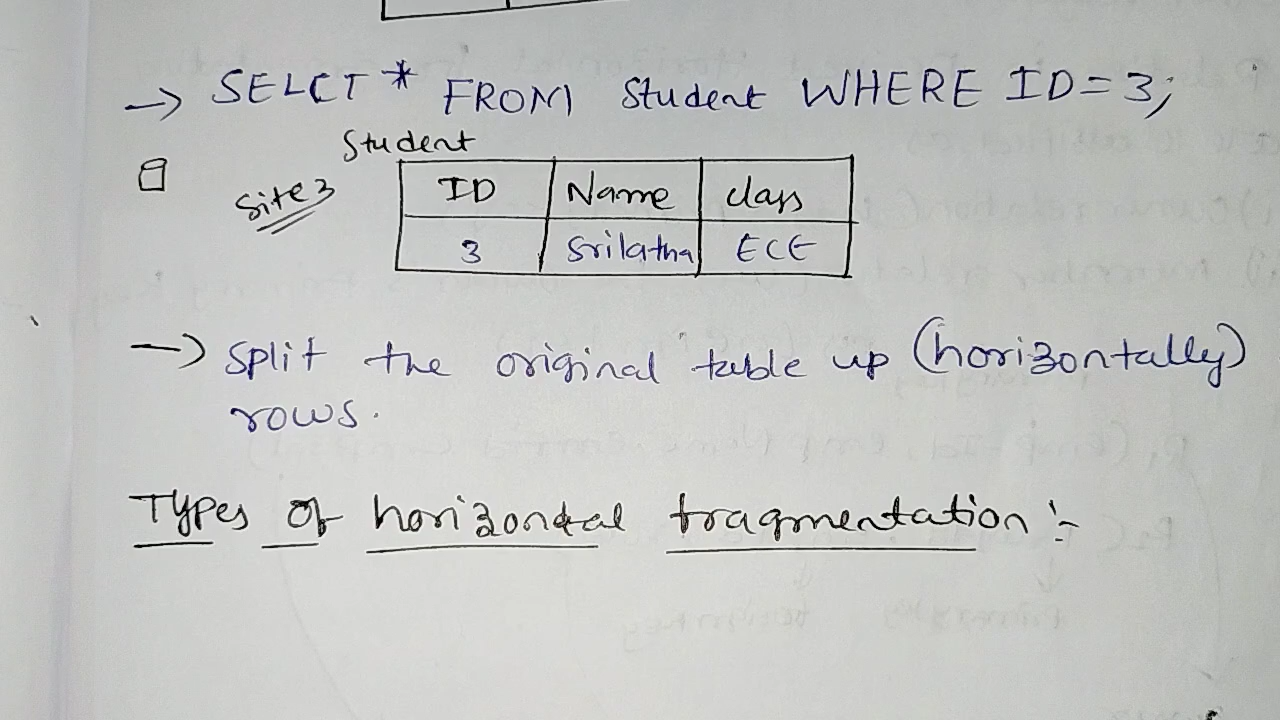 → SELCT * FROM Student WHERE ID=3;
Student
Site3
ID Name class
3 Srilatha ECE
→ split the original table up (horizontally)
rows.
Types of horizontal fragmentation :-